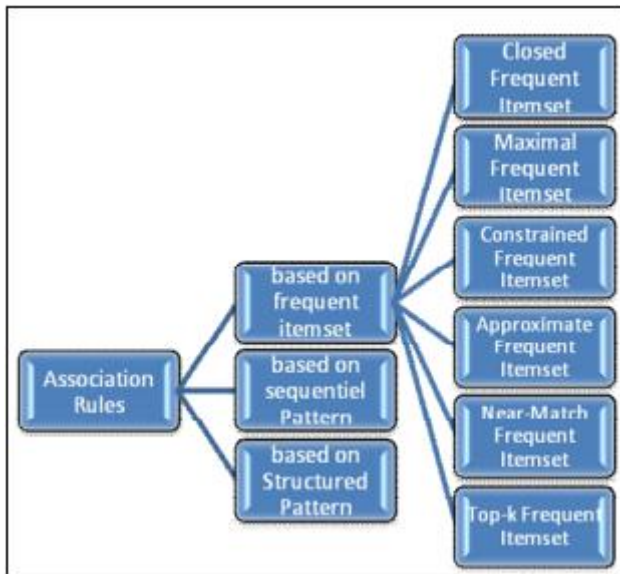 Association
Rules
based on
frequent
itemset
based on
sequentiel
Pattern
based on
Structured
Pattern
Closed
Frequent
Itemset
Maximal
Frequent
Itemset
Constrained
Frequent
Itemset
Approximate
Frequent
Itemset
Near-Match
Frequent
Itemset
Top-k Frequent
Itemset